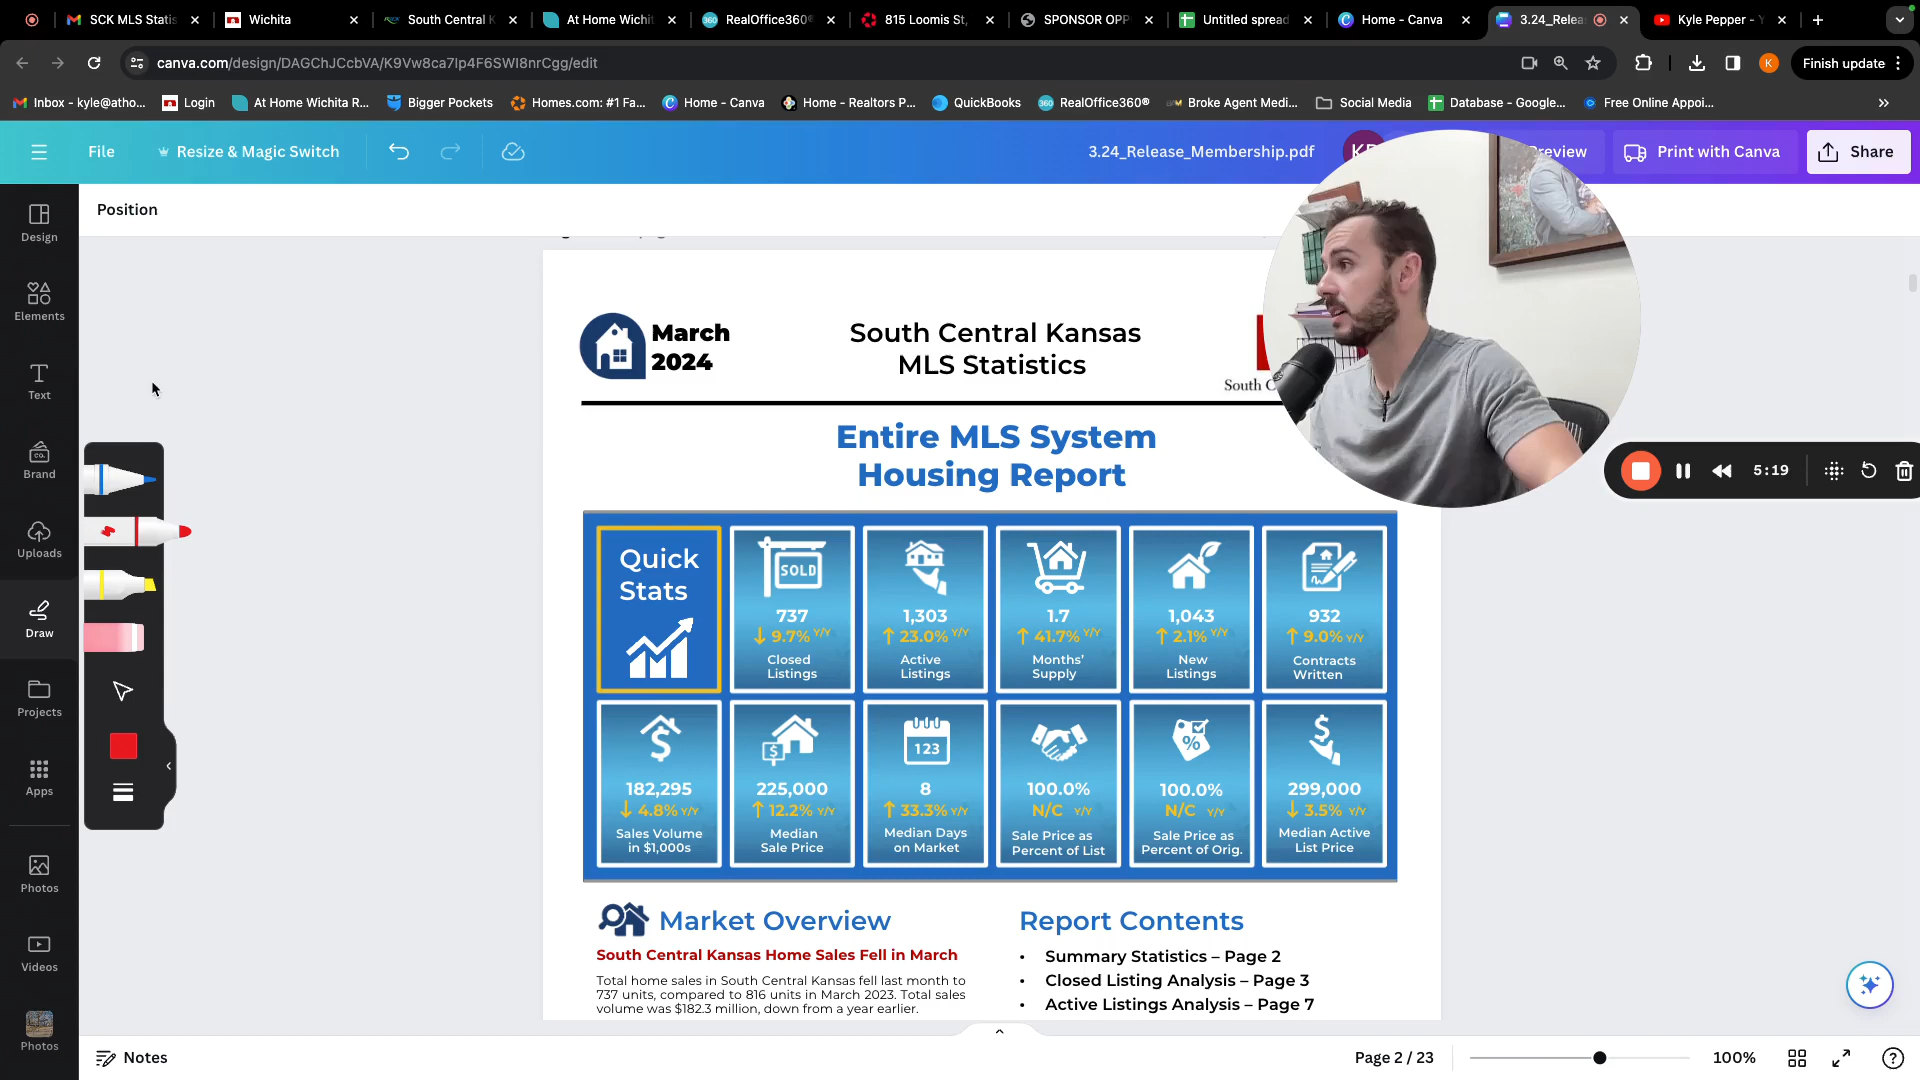 SCK MLS Statis
Wichita
South Central K
At Home Wichit
RealOffice360®
815 Loomis St,
SPONSOR OPP
Untitled spread
Home - Canva
3.24_Relea
Kyle Pepper - Y
canva.com/design/DAGChJCcbVA/K9Vw8ca7lp4F6SWI8nrCgg/edit
K
Finish update
Inbox - kyle@atho...
Login
At Home Wichita R...
Bigger Pockets
Homes.com: #1 Fa...
Home - Canva
Home - Realtors P...
QuickBooks
RealOffice360®
Broke Agent Medi...
Social Media
Database - Google...
Free Online Appoi...
File
Resize & Magic Switch
3.24_Release_Membership.pdf
Print with Canva
Share
Position
Design
Elements
Text
Brand
Uploads
Draw
Projects
Apps
Photos
Videos
Photos
March
2024
South Central Kansas
MLS Statistics
South C
Entire MLS System
Housing Report
5:19
Quick
Stats
SOLD
737
↓ 9.7% Y/Y
Closed
Listings
1,303
↑ 23.0% Y/Y
Active
Listings
1.7
↑ 41.7% Y/Y
Months'
Supply
1,043
↑ 2.1% Y/Y
New
Listings
932
↑ 9.0% Y/Y
Contracts
Written
182,295
↓ 4.8% Y/Y
Sales Volume
in $1,000s
225,000
↑ 12.2% Y/Y
Median
Sale Price
123
8
↑ 33.3% Y/Y
Median Days
on Market
100.0%
N/C Y/Y
Sale Price as
Percent of List
100.0%
N/C Y/Y
Sale Price as
Percent of Orig.
299,000
↓ 3.5% Y/Y
Median Active
List Price
Market Overview
South Central Kansas Home Sales Fell in March
Total home sales in South Central Kansas fell last month to
737 units, compared to 816 units in March 2023. Total sales
volume was $182.3 million, down from a year earlier.
Report Contents
• Summary Statistics – Page 2
• Closed Listing Analysis – Page 3
• Active Listings Analysis – Page 7
Notes
Page 2 / 23
100%